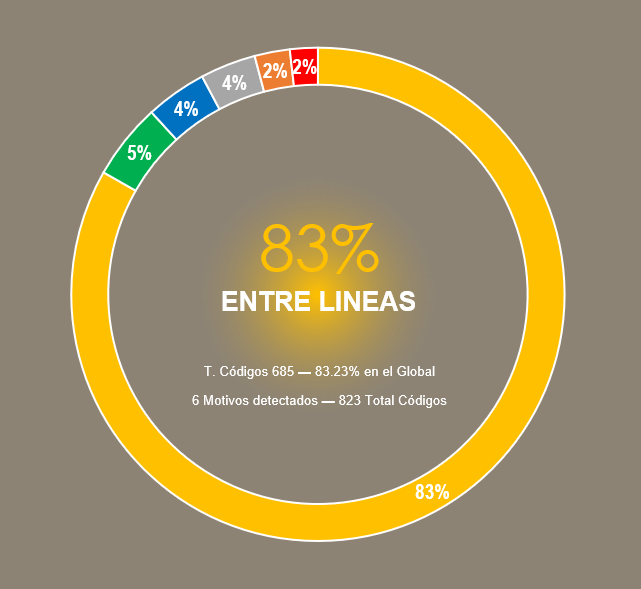 2%
2%
4%
4%
5%
83%
ENTRE LINEAS
T. Códigos 685 — 83.23% en el Global
6 Motivos detectados — 823 Total Códigos
83%